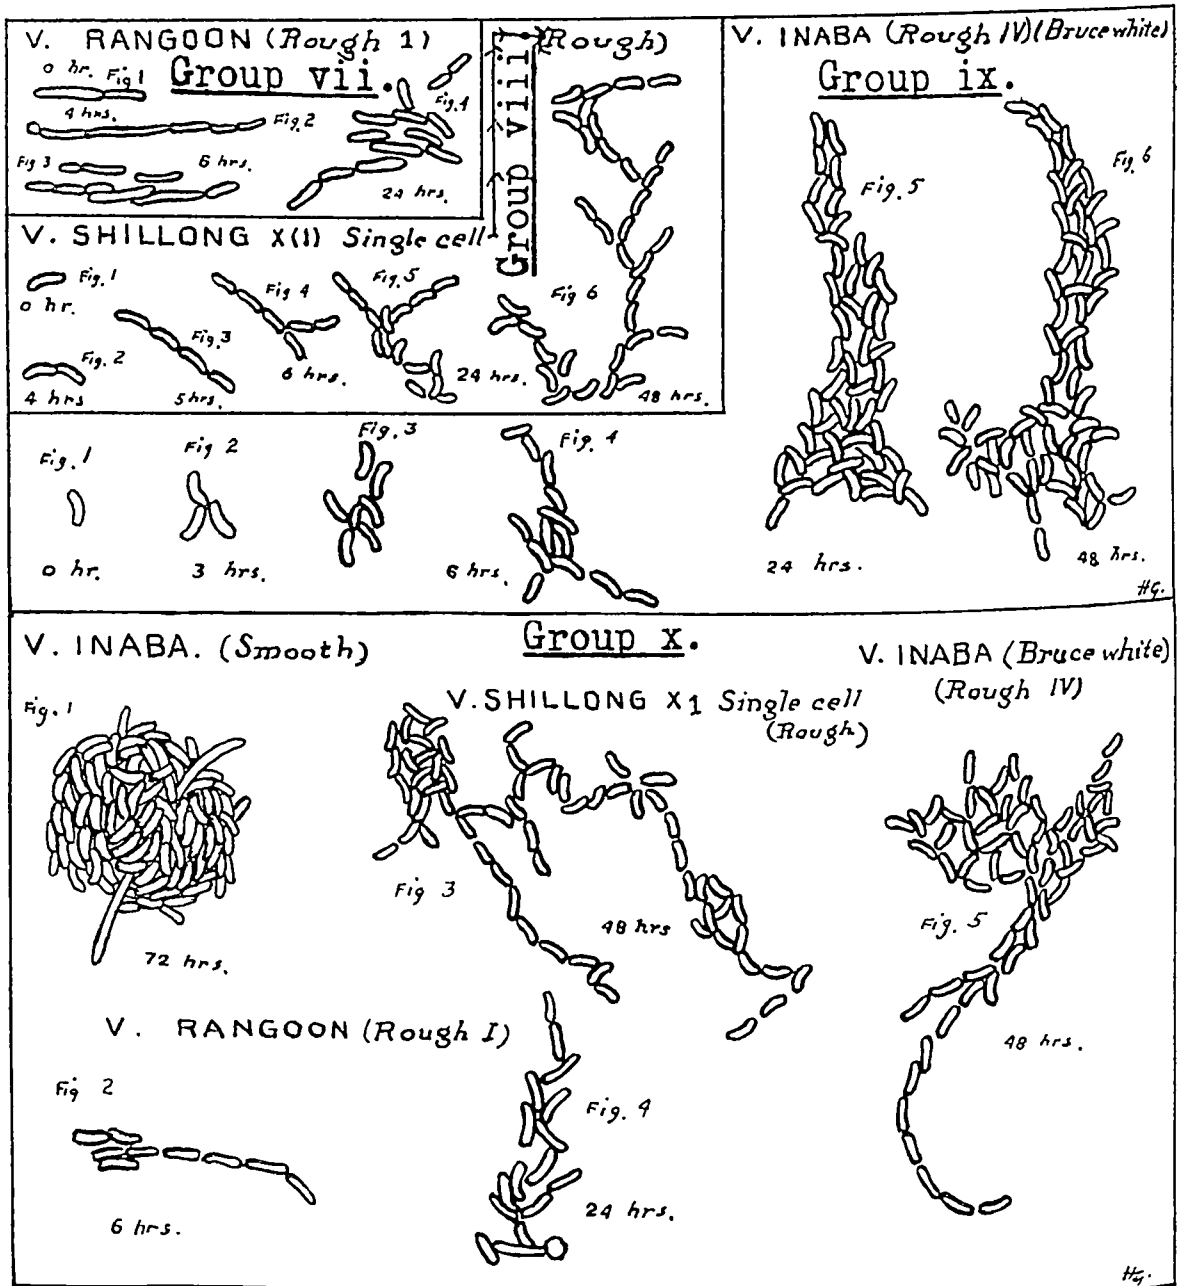 V. RANGOON (Rough 1)
Group vii.
0 hr. Fig 1
4 hrs.
Fig. 2
Fig 3
6 hrs.
Fig. 4
24 hrs.
V. SHILLONG X(1) Single cell (Rough)
Group viii
Fig. 1
0 hr.
Fig. 2
4 hrs
Fig. 3
5 hrs.
Fig 4
6 hrs.
Fig. 5
24 hrs.
Fig 6
48 hrs.
V. INABA (Rough IV) (Bruce white)
Group ix.
Fig. 1
0 hr.
Fig 2
3 hrs.
Fig. 3
Fig. 4
6 hrs.
Fig. 5
24 hrs.
Fig. 6
48 hrs.
HG.
Group x.
V. INABA. (Smooth)
Fig. 1
72 hrs.
V. SHILLONG X1 Single cell
(Rough)
Fig 3
48 hrs
V. INABA (Bruce white)
(Rough IV)
Fig. 5
48 hrs.
V. RANGOON (Rough I)
Fig 2
6 hrs.
Fig. 4
24 hrs.